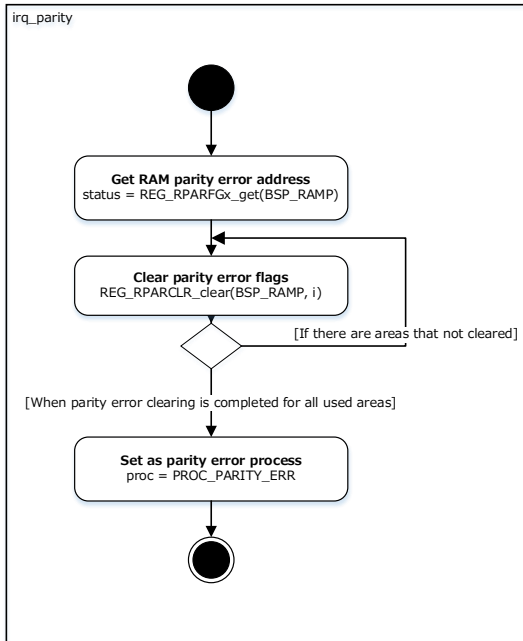 irq_parity
Get RAM parity error address
status = REG_RPARFGx_get(BSP_RAMP)
Clear parity error flags
REG_RPARCLR_clear(BSP_RAMP, i)
[If there are areas that not cleared]
[When parity error clearing is completed for all used areas]
Set as parity error process
proc = PROC_PARITY_ERR